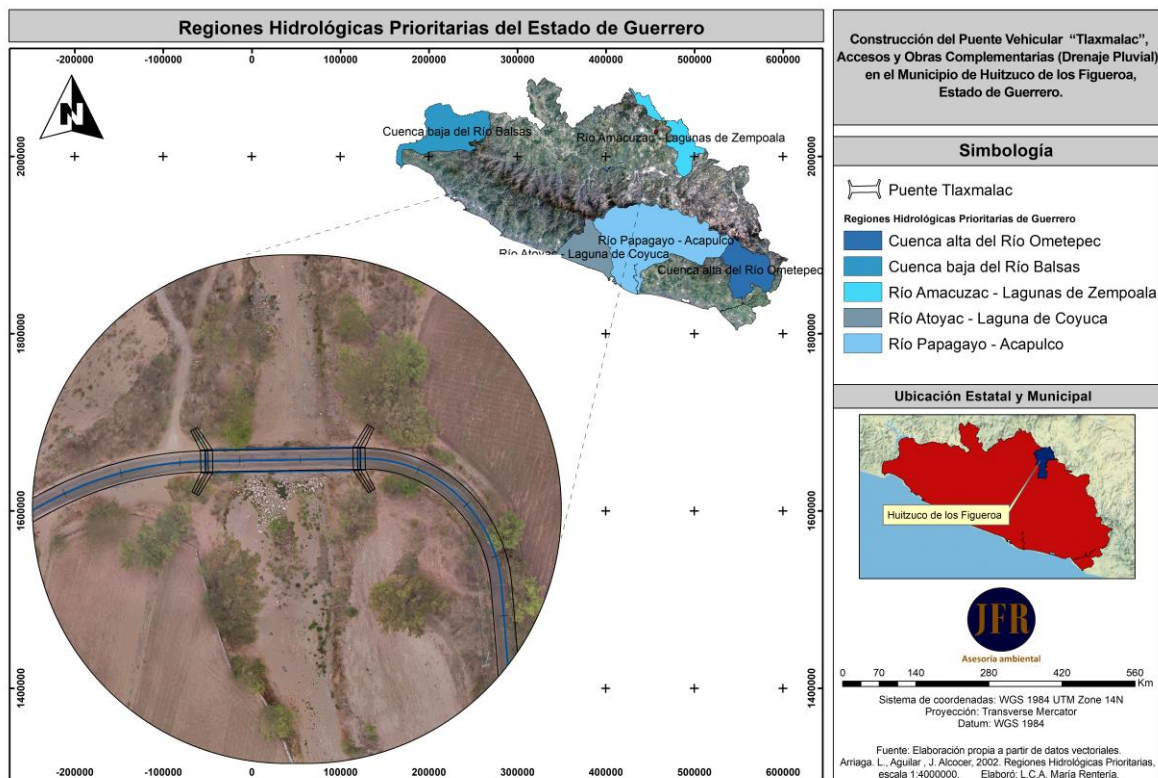 Regiones Hidrológicas Prioritarias del Estado de Guerrero
-200000 -100000 0 100000 200000 300000 400000 500000 600000
N
2000000
1800000
1600000
1400000
2000000
1800000
1600000
1400000
Cuenca baja del Río Balsas
Río Amacuzac - Lagunas de Zempoala
Río Papagayo - Acapulco
Río Atoyac - Laguna de Coyuca
Cuenca alta del Río Ometepec
-200000 -100000 0 100000 200000 300000 400000 500000 600000
Construcción del Puente Vehicular “Tlaxmalac”,
Accesos y Obras Complementarias (Drenaje Pluvial)
en el Municipio de Huitzuco de los Figueroa,
Estado de Guerrero.
Simbología
Puente Tlaxmalac
Regiones Hidrológicas Prioritarias de Guerrero
Cuenca alta del Río Ometepec
Cuenca baja del Río Balsas
Río Amacuzac - Lagunas de Zempoala
Río Atoyac - Laguna de Coyuca
Río Papagayo - Acapulco
Ubicación Estatal y Municipal
Huitzuco de los Figueroa
JFR
Asesoría ambiental
0 70 140 280 420 560
Km
Sistema de coordenadas: WGS 1984 UTM Zone 14N
Proyección: Transverse Mercator
Datum: WGS 1984
Fuente: Elaboración propia a partir de datos vectoriales.
Arriaga. L., Aguilar , J. Alcocer, 2002. Regiones Hidrológicas Prioritarias,
escala 1:4000000. Elaboró: L.C.A. María Rentería.